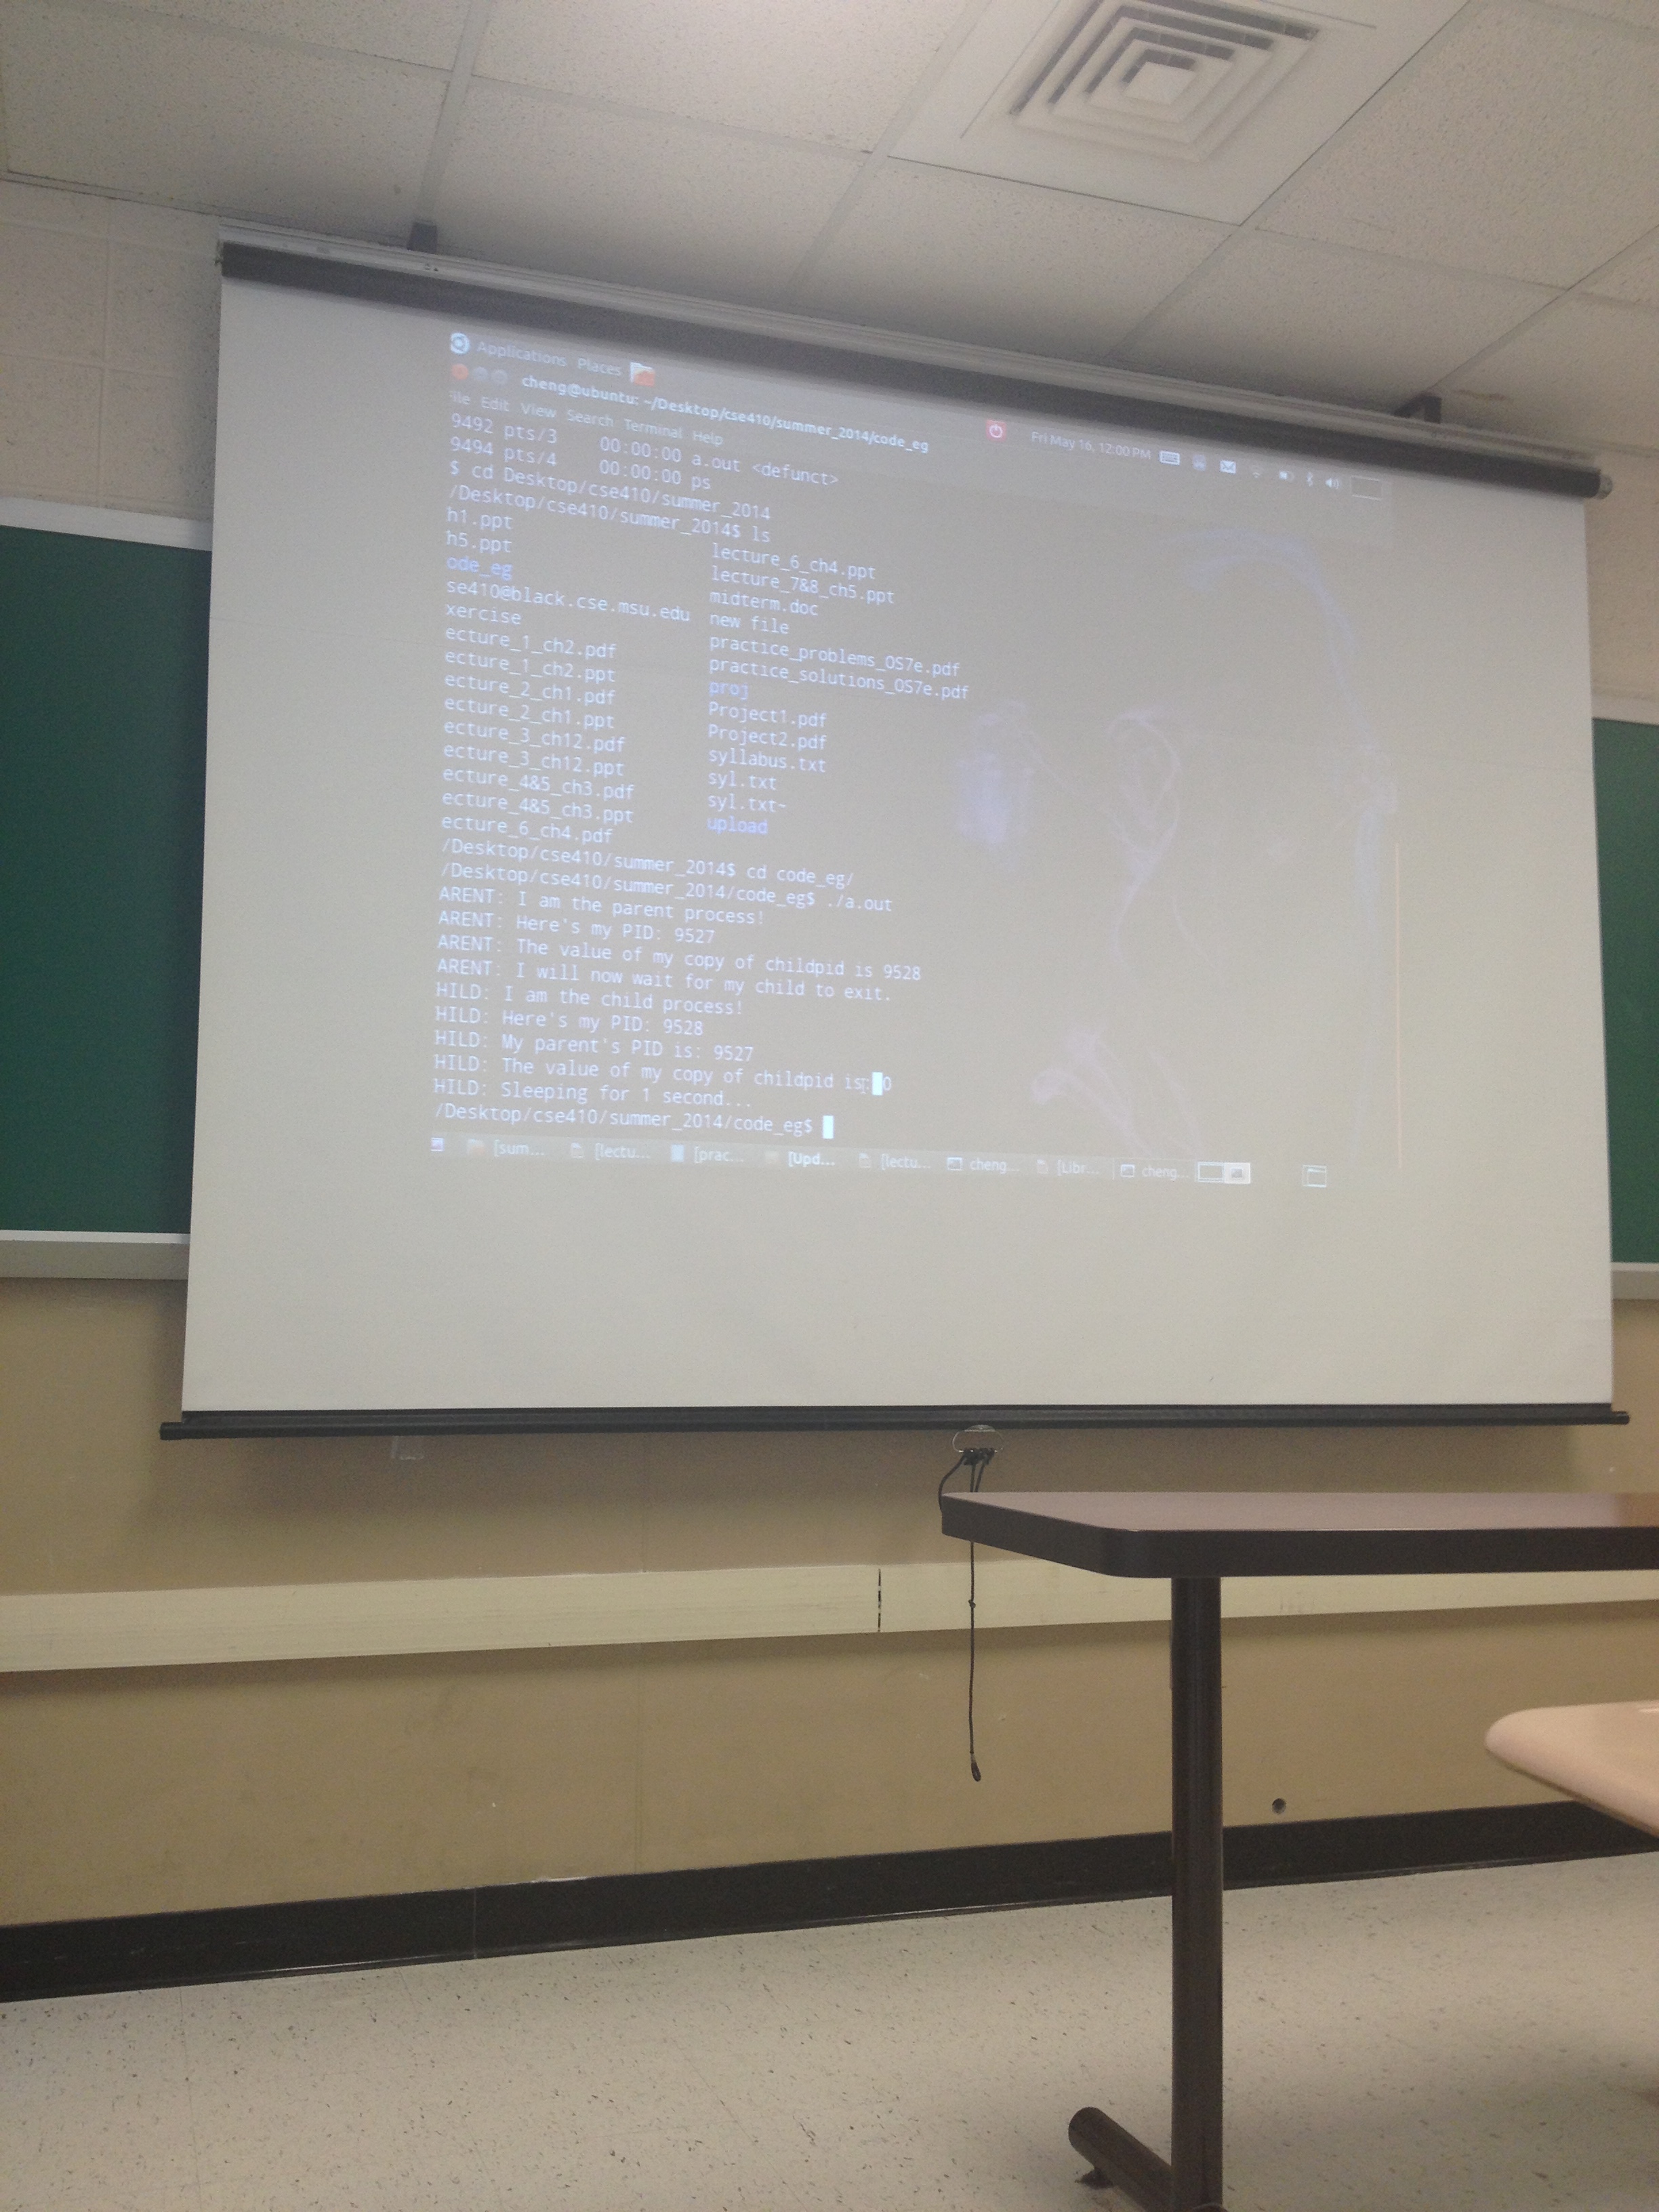 Applications Places
Fri May 16, 12:00 PM
cheng@ubuntu: ~/Desktop/cse410/summer_2014/code_eg
ile Edit View Search Terminal Help
9492 pts/3 00:00:00 a.out <defunct>
9494 pts/4 00:00:00 ps
$ cd Desktop/cse410/summer_2014
/Desktop/cse410/summer_2014$ ls
h1.ppt lecture_6_ch4.ppt
h5.ppt lecture_7&8_ch5.ppt
ode_eg midterm.doc
se410@black.cse.msu.edu new file
xercise practice_problems_OS7e.pdf
ecture_1_ch2.pdf practice_solutions_OS7e.pdf
ecture_1_ch2.ppt proj
ecture_2_ch1.pdf Project1.pdf
ecture_2_ch1.ppt Project2.pdf
ecture_3_ch12.pdf syllabus.txt
ecture_3_ch12.ppt syl.txt
ecture_4&5_ch3.pdf syl.txt~
ecture_4&5_ch3.ppt upload
ecture_6_ch4.pdf
/Desktop/cse410/summer_2014$ cd code_eg/
/Desktop/cse410/summer_2014/code_eg$ ./a.out
ARENT: I am the parent process!
ARENT: Here's my PID: 9527
ARENT: The value of my copy of childpid is 9528
ARENT: I will now wait for my child to exit.
HILD: I am the child process!
HILD: Here's my PID: 9528
HILD: My parent's PID is: 9527
HILD: The value of my copy of childpid is: 0
HILD: Sleeping for 1 second...
/Desktop/cse410/summer_2014/code_eg$
[sum... [lectu... [prac... [Upd... [lectu... cheng... [Libr... cheng...